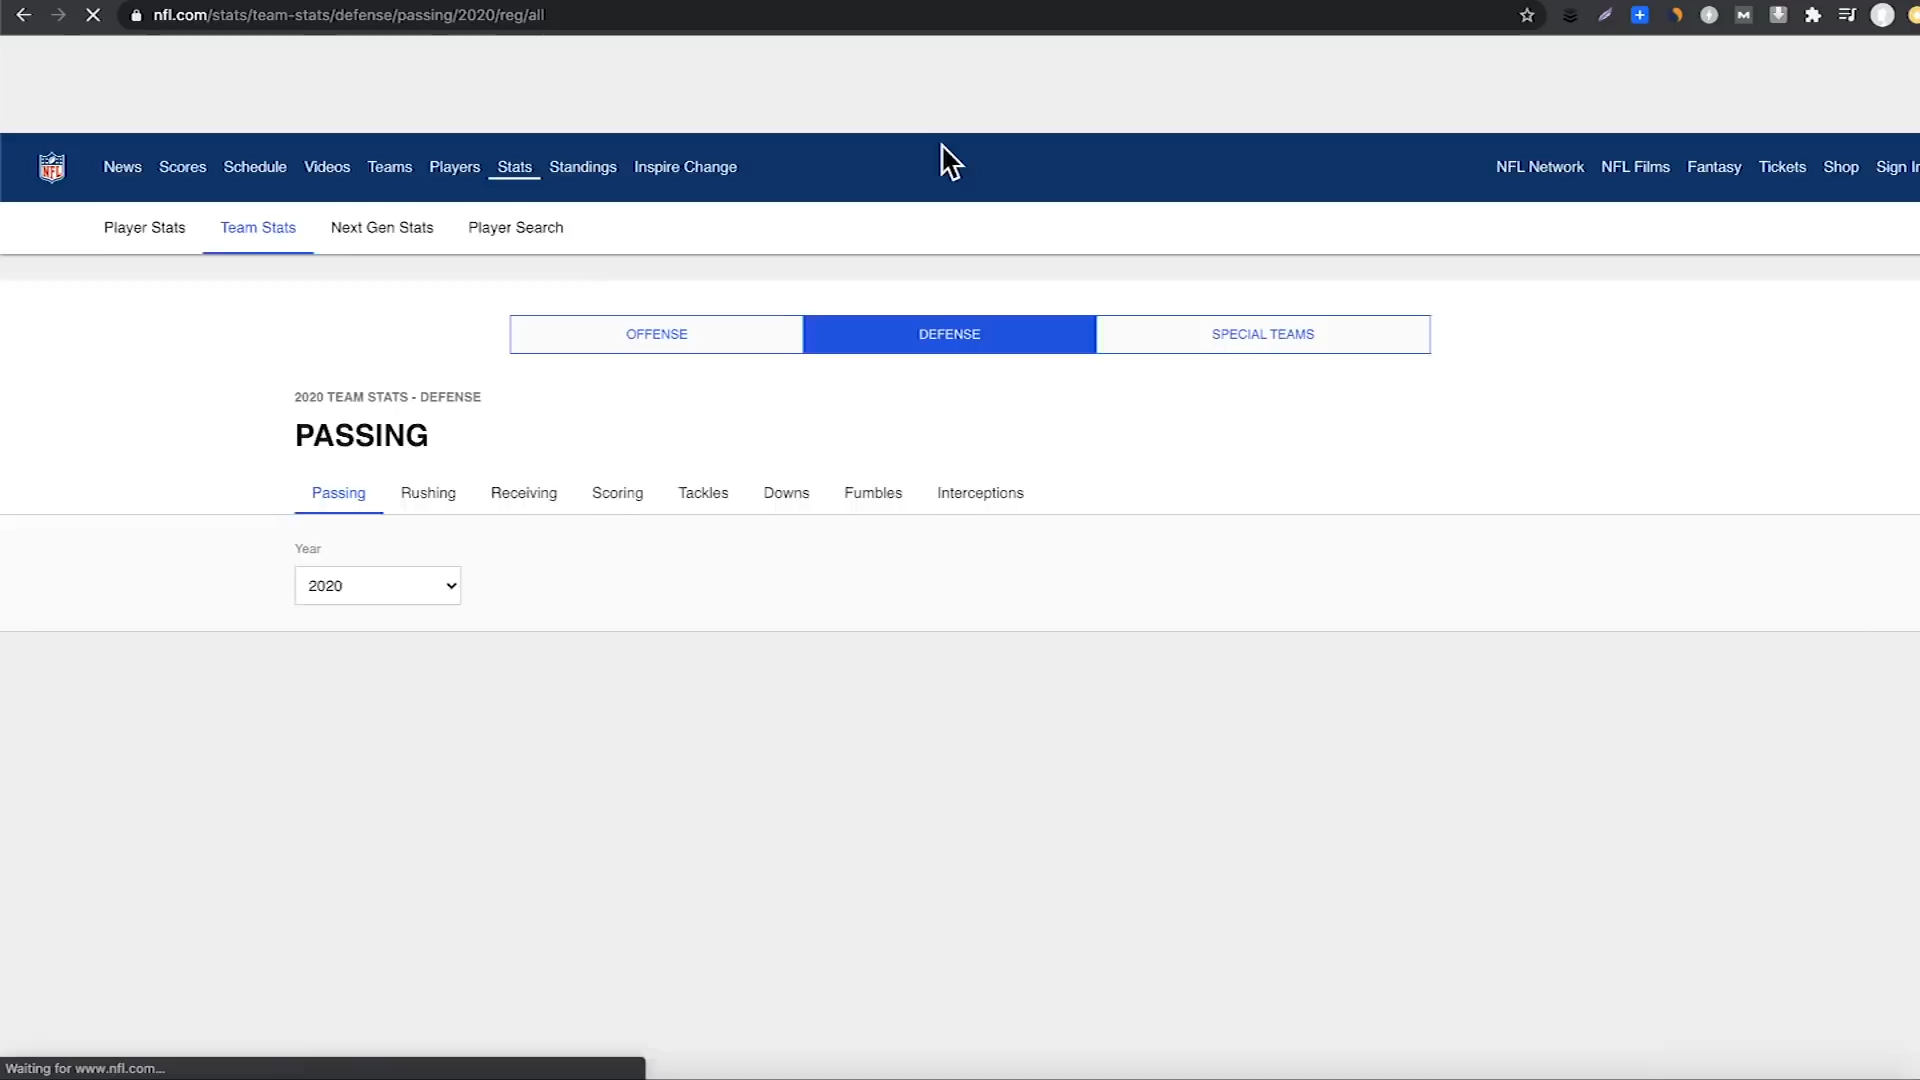 nfl.com/stats/team-stats/defense/passing/2020/reg/all
NFL News Scores Schedule Videos Teams Players Stats Standings Inspire Change NFL Network NFL Films Fantasy Tickets Shop Sign In
Player Stats Team Stats Next Gen Stats Player Search
OFFENSE DEFENSE SPECIAL TEAMS
2020 TEAM STATS - DEFENSE
PASSING
Passing Rushing Receiving Scoring Tackles Downs Fumbles Interceptions
Year
2020
Waiting for www.nfl.com...